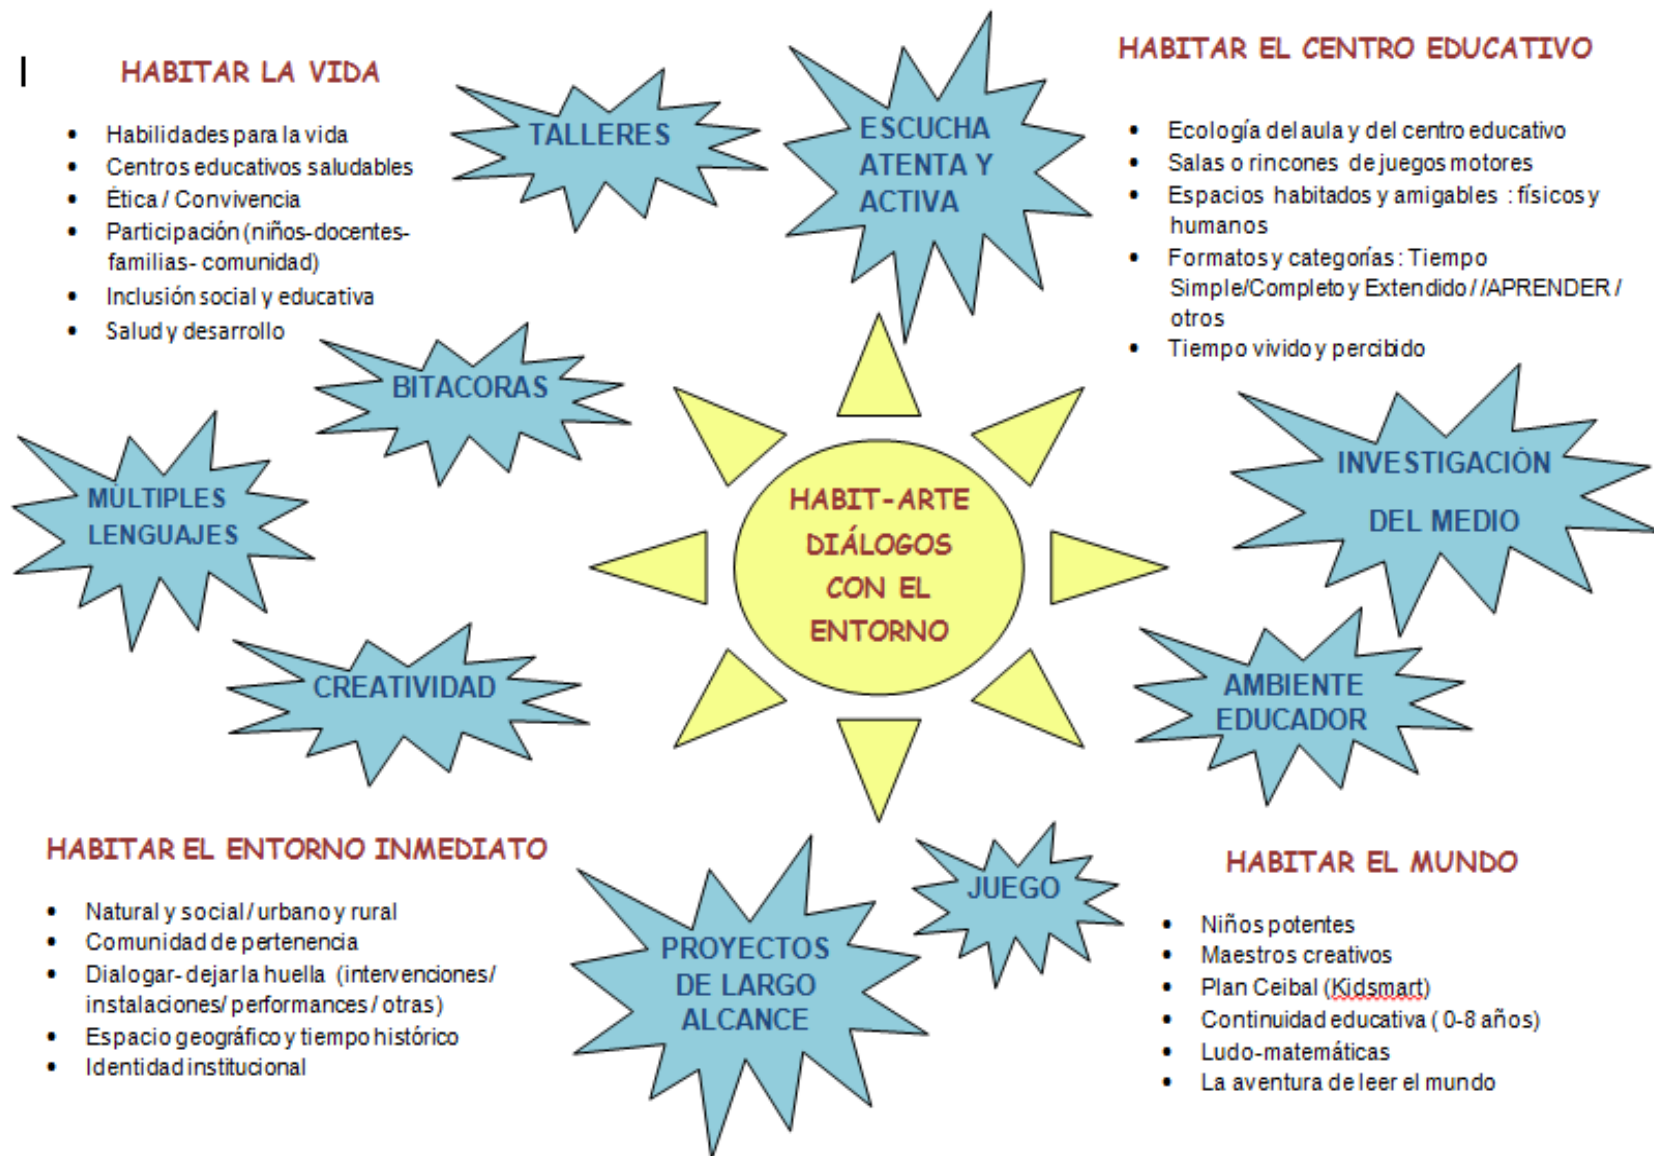 HABITAR LA VIDA
• Habilidades para la vida
• Centros educativos saludables
• Ética / Convivencia
• Participación (niños-docentes-
familias- comunidad)
• Inclusión social y educativa
• Salud y desarrollo
TALLERES
ESCUCHA
ATENTA Y
ACTIVA
HABITAR EL CENTRO EDUCATIVO
• Ecología del aula y del centro educativo
• Salas o rincones de juegos motores
• Espacios habitados y amigables : físicos y
humanos
• Formatos y categorías : Tiempo
Simple/Completo y Extendido / /APRENDER /
otros
• Tiempo vivido y percibido
BITACORAS
MÚLTIPLES
LENGUAJES
CREATIVIDAD
HABIT-ARTE
DIÁLOGOS
CON EL
ENTORNO
INVESTIGACIÓN
DEL MEDIO
AMBIENTE
EDUCADOR
HABITAR EL ENTORNO INMEDIATO
• Natural y social / urbano y rural
• Comunidad de pertenencia
• Dialogar- dejar la huella (intervenciones/
instalaciones/ performances / otras)
• Espacio geográfico y tiempo histórico
• Identidad institucional
PROYECTOS
DE LARGO
ALCANCE
JUEGO
HABITAR EL MUNDO
• Niños potentes
• Maestros creativos
• Plan Ceibal (Kidsmart)
• Continuidad educativa ( 0-8 años)
• Ludo-matemáticas
• La aventura de leer el mundo